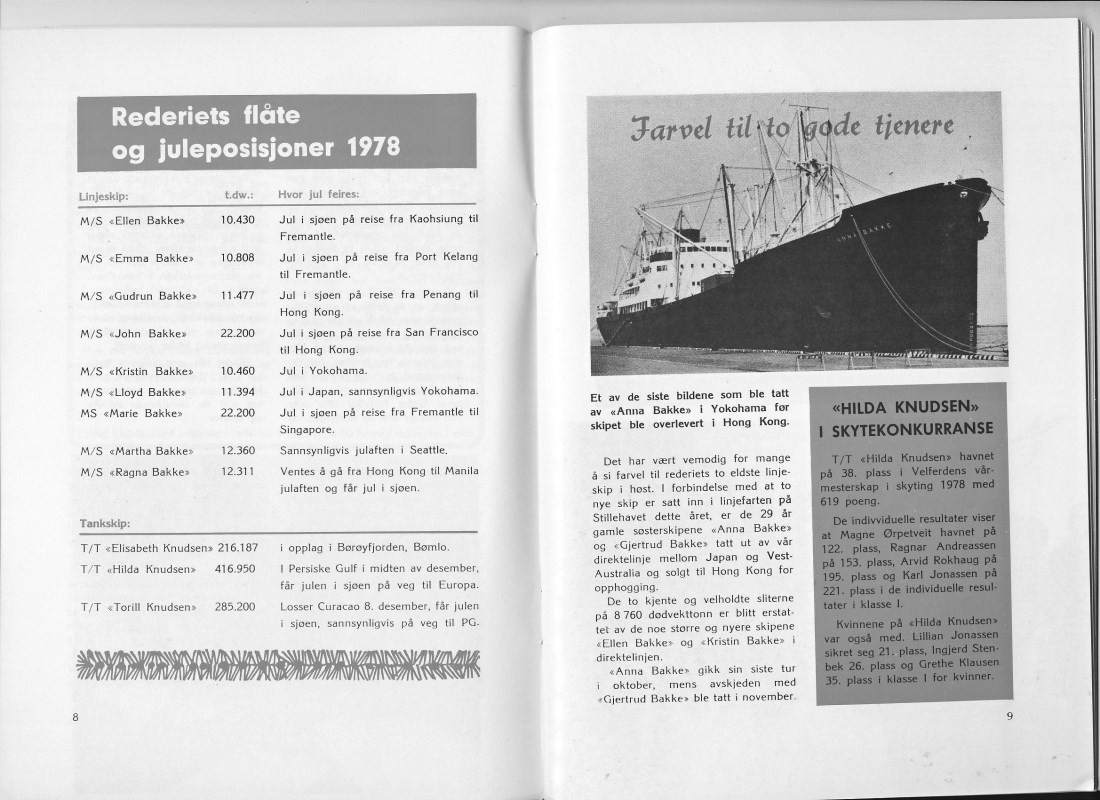 Rederiets flåte
og juleposisjoner 1978
Linjeskip: t.dw.: Hvor jul feires:
M/S «Ellen Bakke» 10.430 Jul i sjøen på reise fra Kaohsiung til
Fremantle.
M/S «Emma Bakke» 10.808 Jul i sjøen på reise fra Port Kelang
til Fremantle.
M/S «Gudrun Bakke» 11.477 Jul i sjøen på reise fra Penang til
Hong Kong.
M/S «John Bakke» 22.200 Jul i sjøen på reise fra San Francisco
til Hong Kong.
M/S «Kristin Bakke» 10.460 Jul i Yokohama.
M/S «Lloyd Bakke» 11.394 Jul i Japan, sannsynligvis Yokohama.
MS «Marie Bakke» 22.200 Jul i sjøen på reise fra Fremantle til
Singapore.
M/S «Martha Bakke» 12.360 Sannsynligvis julaften i Seattle.
M/S «Ragna Bakke» 12.311 Ventes å gå fra Hong Kong til Manila
julaften og får jul i sjøen.
Tankskip:
T/T «Elisabeth Knudsen» 216.187 i opplag i Børøyfjorden, Bømlo.
T/T «Hilda Knudsen» 416.950 I Persiske Gulf i midten av desember,
får julen i sjøen på veg til Europa.
T/T «Torill Knudsen» 285.200 Losser Curacao 8. desember, får julen
i sjøen, sannsynligvis på veg til PG.
8
Farvel til to gode tjenere
ANNA BAKKE
Et av de siste bildene som ble tatt
av «Anna Bakke» i Yokohama før
skipet ble overlevert i Hong Kong.
Det har vært vemodig for mange
å si farvel til rederiets to eldste linje-
skip i høst. I forbindelse med at to
nye skip er satt inn i linjefarten på
Stillehavet dette året, er de 29 år
gamle søsterskipene «Anna Bakke»
og «Gjertrud Bakke» tatt ut av vår
direktelinje mellom Japan og Vest-
Australia og solgt til Hong Kong for
opphogging.
De to kjente og velholdte sliterne
på 8 760 dødvekttonn er blitt erstat-
tet av de noe større og nyere skipene
«Ellen Bakke» og «Kristin Bakke» i
direktelinjen.
«Anna Bakke» gikk sin siste tur
i oktober, mens avskjeden med
«Gjertrud Bakke» ble tatt i november.
«HILDA KNUDSEN»
I SKYTEKONKURRANSE
T/T «Hilda Knudsen» havnet
på 38. plass i Velferdens vår-
mesterskap i skyting 1978 med
619 poeng.
De indivviduelle resultater viser
at Magne Ørpetveit havnet på
122. plass, Ragnar Andreassen
på 153. plass, Arvid Rokhaug på
195. plass og Karl Jonassen på
221. plass i de individuelle resul-
tater i klasse I.
Kvinnene på «Hilda Knudsen»
var også med. Lillian Jonassen
sikret seg 21. plass, Ingjerd Sten-
bek 26. plass og Grethe Klausen
35. plass i klasse I for kvinner.
9